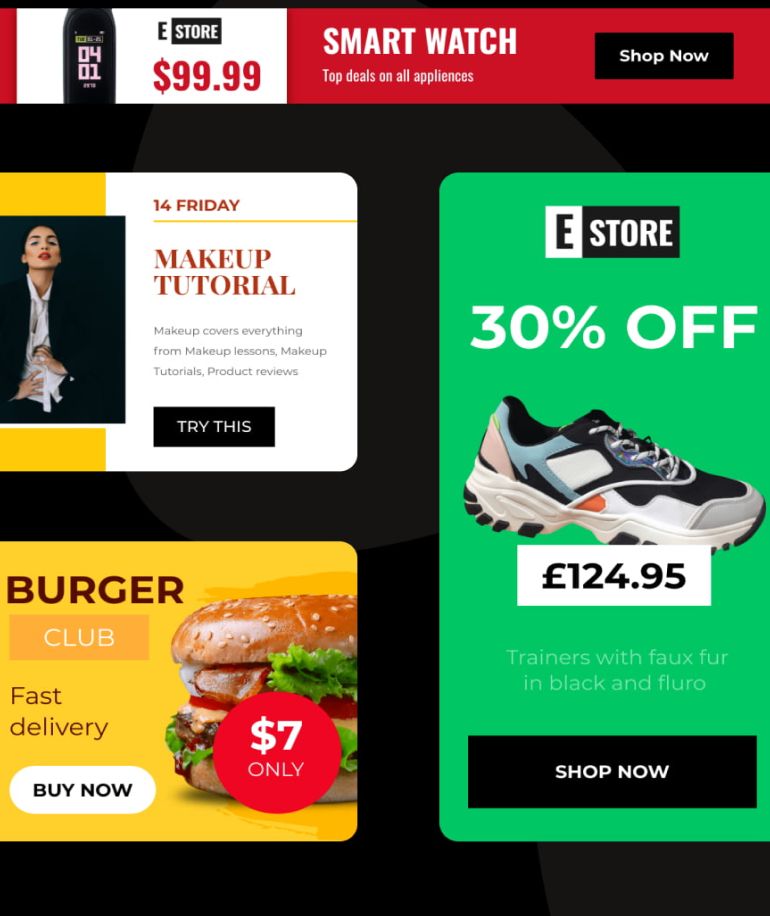 E STORE
$99.99
SMART WATCH
Top deals on all appliences
Shop Now
04
01
14 FRIDAY
MAKEUP
TUTORIAL
Makeup covers everything
from Makeup lessons, Makeup
Tutorials, Product reviews
TRY THIS
E STORE
30% OFF
£124.95
Trainers with faux fur
in black and fluro
SHOP NOW
BURGER
CLUB
Fast
delivery
BUY NOW
$7
ONLY